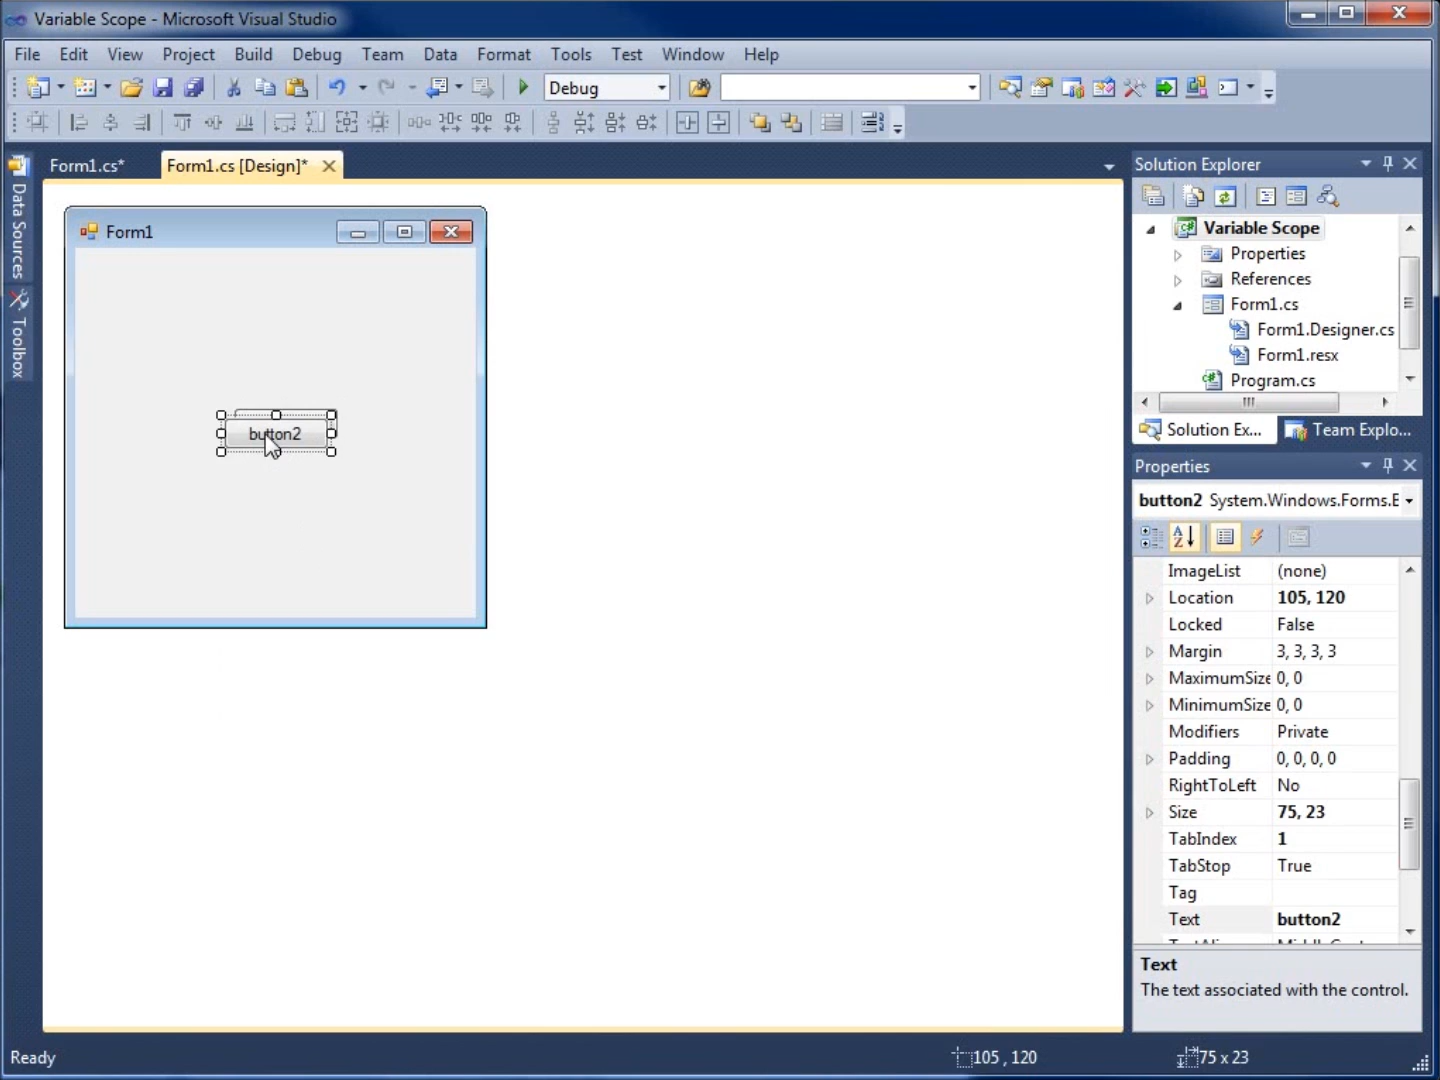 Variable Scope - Microsoft Visual Studio
File Edit View Project Build Debug Team Data Format Tools Test Window Help
Debug
Form1.cs*
Form1.cs [Design]*
Data Sources
Toolbox
Form1
button2
Solution Explorer
Variable Scope
Properties
References
Form1.cs
Form1.Designer.cs
Form1.resx
Program.cs
Solution Ex...
Team Explo...
Properties
button2 System.Windows.Forms.E
ImageList (none)
Location 105, 120
Locked False
Margin 3, 3, 3, 3
MaximumSize 0, 0
MinimumSize 0, 0
Modifiers Private
Padding 0, 0, 0, 0
RightToLeft No
Size 75, 23
TabIndex 1
TabStop True
Tag
Text button2
Text
The text associated with the control.
Ready
105 , 120
75 x 23